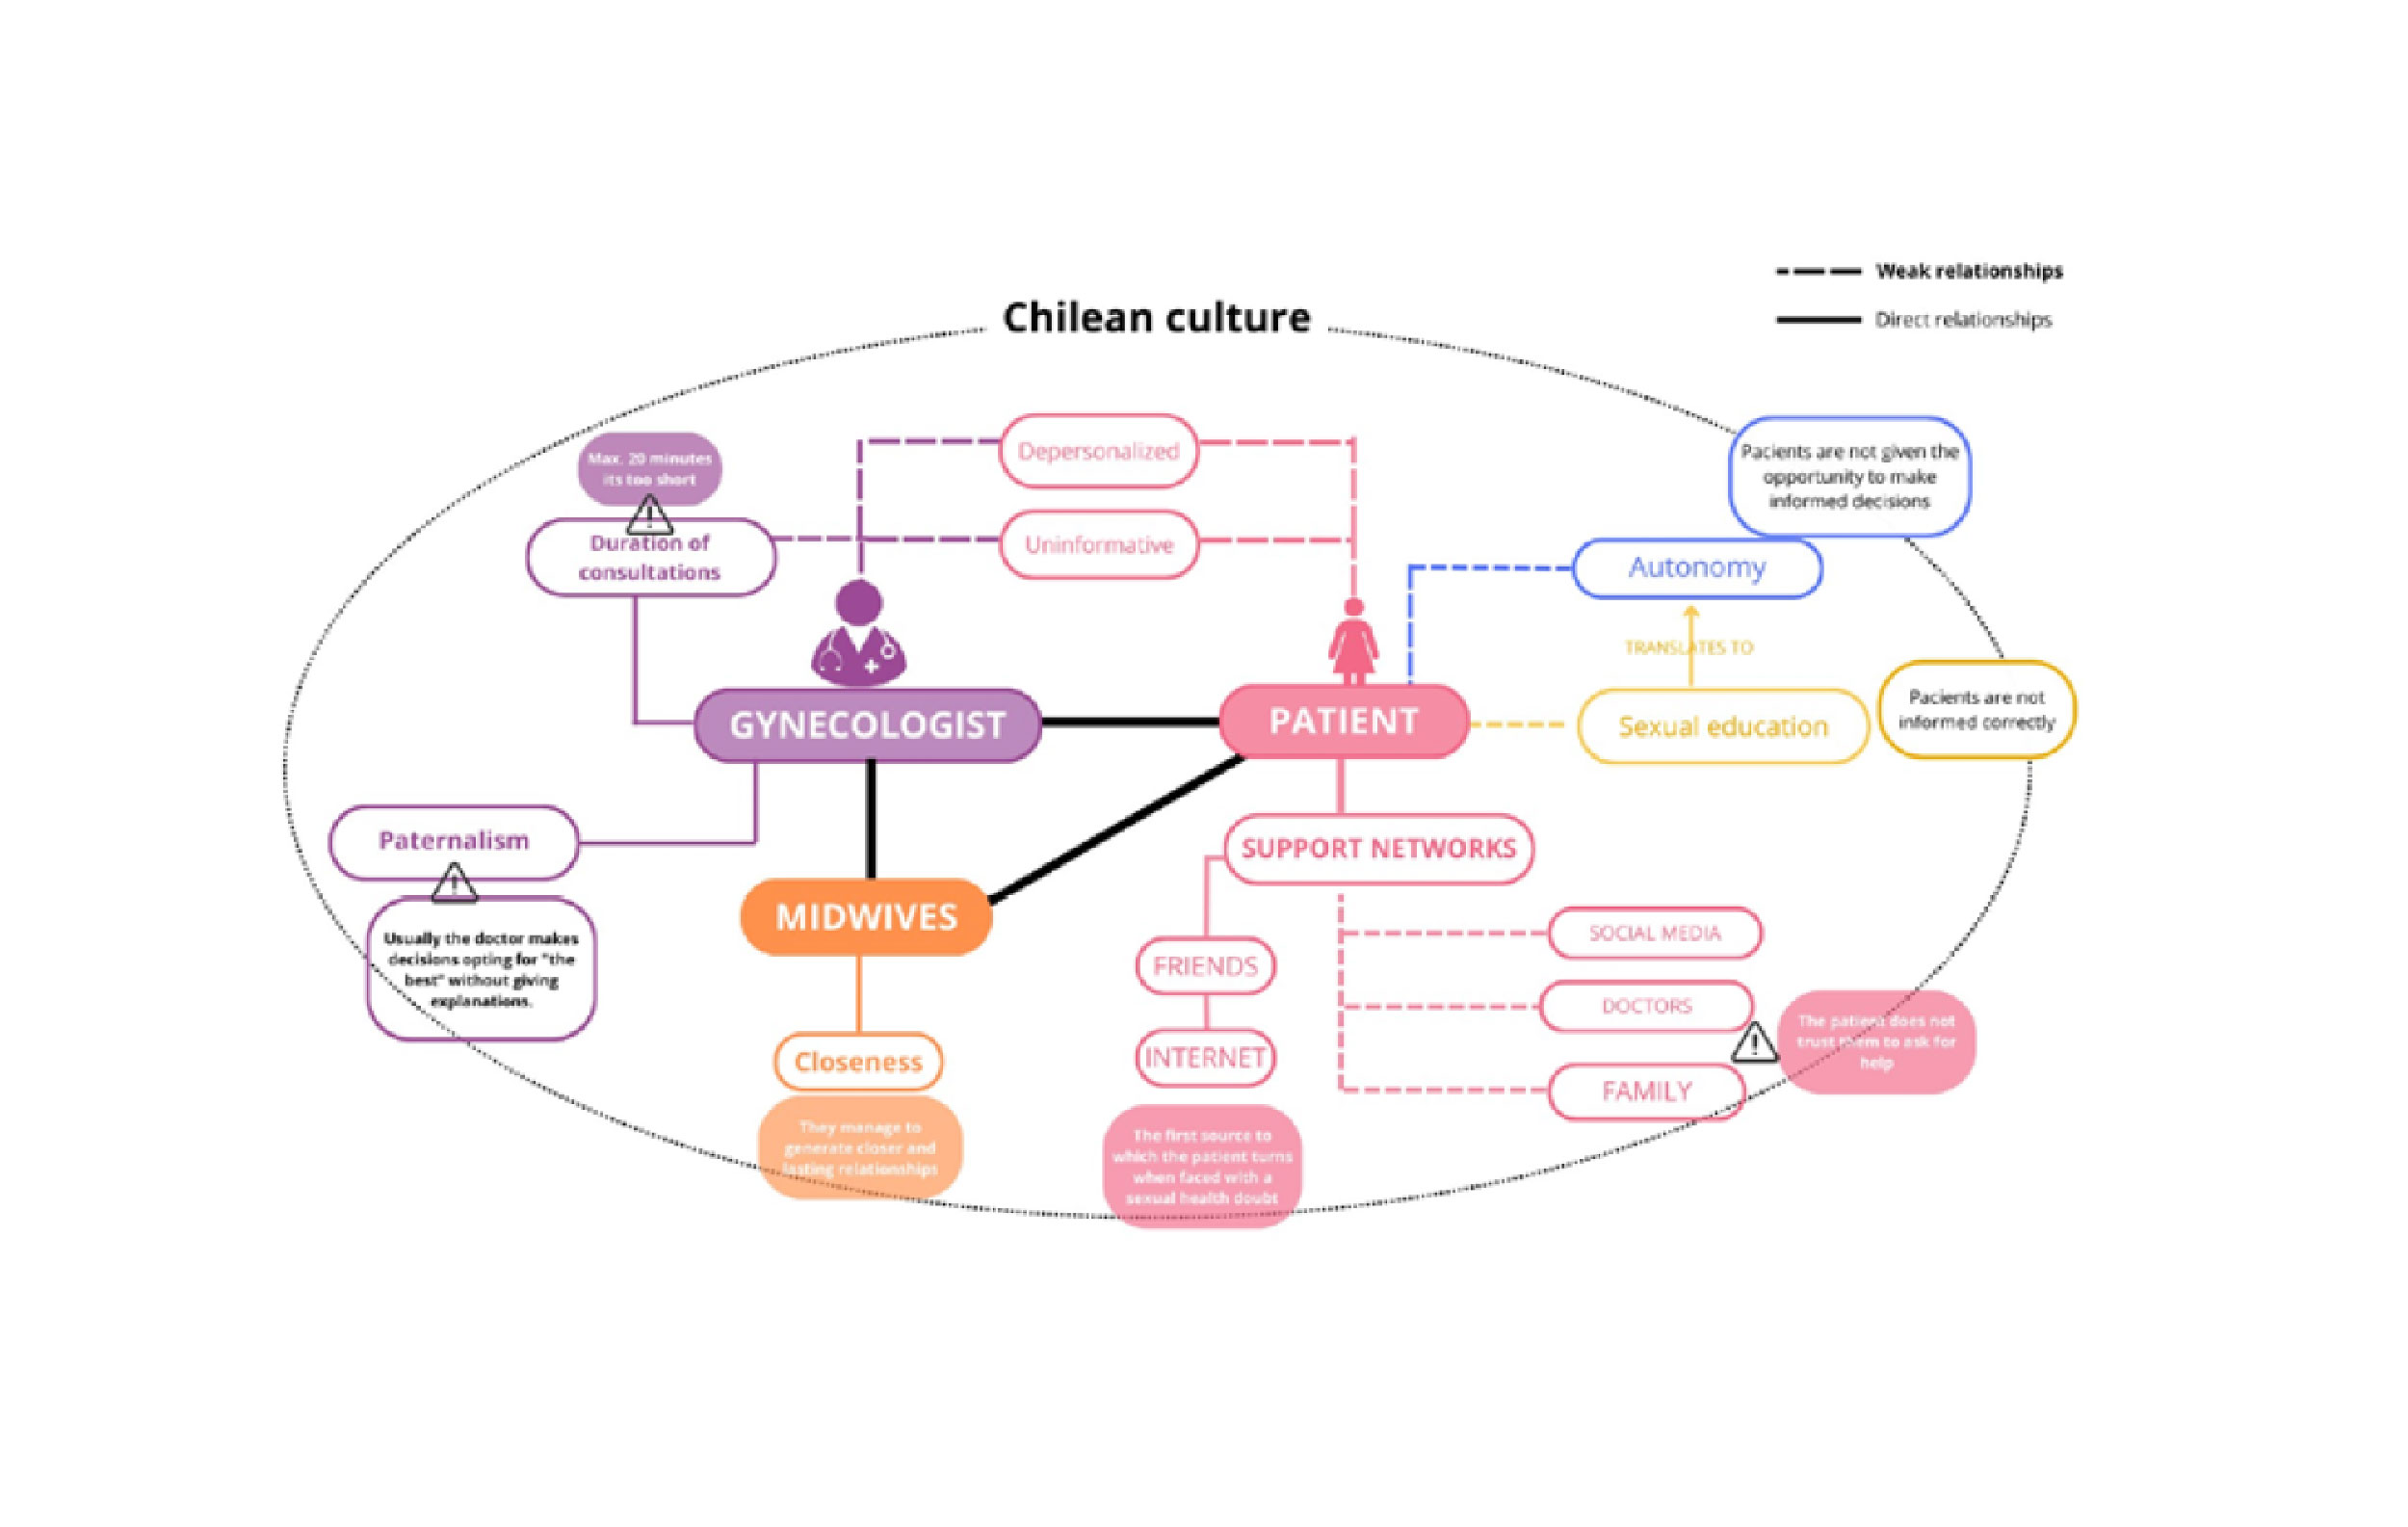 Weak relationships
Direct relationships
Chilean culture
Max. 20 minutes
its too short
Duration of
consultations
Depersonalized
Uninformative
Pacients are not given the
opportunity to make
informed decisions
Autonomy
TRANSLATES TO
Sexual education
Pacients are not
informed correctly
GYNECOLOGIST
PATIENT
Paternalism
Usually the doctor makes
decisions opting for "the
best" without giving
explanations.
MIDWIVES
Closeness
They manage to
generate closer and
lasting relationships
SUPPORT NETWORKS
FRIENDS
INTERNET
The first source to
which the patient turns
when faced with a
sexual health doubt
SOCIAL MEDIA
DOCTORS
FAMILY
The patient does not
trust them to ask for
help